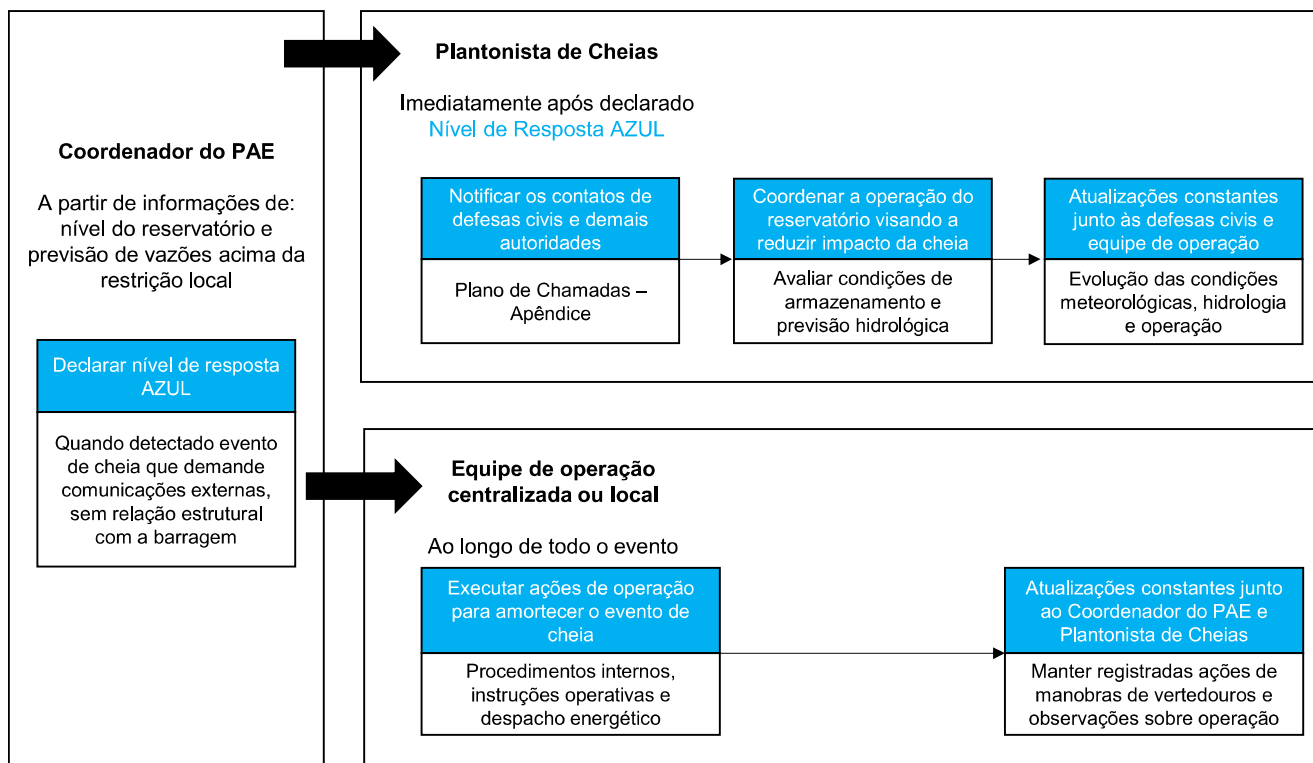 Coordenador do PAE
A partir de informações de:
nível do reservatório e
previsão de vazões acima da
restrição local
Declarar nível de resposta
AZUL
Quando detectado evento
de cheia que demande
comunicações externas,
sem relação estrutural
com a barragem
Plantonista de Cheias
Imediatamente após declarado
Nível de Resposta AZUL
Notificar os contatos de
defesas civis e demais
autoridades
Plano de Chamadas –
Apêndice
Coordenar a operação do
reservatório visando a
reduzir impacto da cheia
Avaliar condições de
armazenamento e
previsão hidrológica
Atualizações constantes
junto às defesas civis e
equipe de operação
Evolução das condições
meteorológicas, hidrologia
e operação
Equipe de operação
centralizada ou local
Ao longo de todo o evento
Executar ações de operação
para amortecer o evento de
cheia
Procedimentos internos,
instruções operativas e
despacho energético
Atualizações constantes junto
ao Coordenador do PAE e
Plantonista de Cheias
Manter registradas ações de
manobras de vertedouros e
observações sobre operação